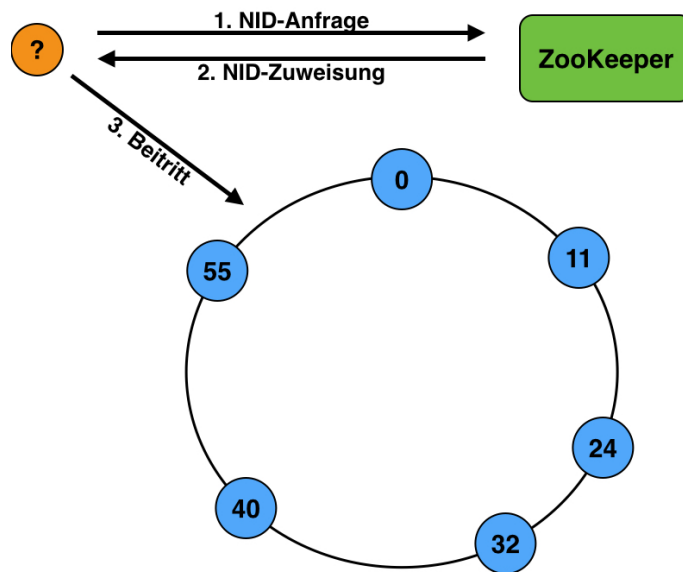 1. NID-Anfrage
?
ZooKeeper
2. NID-Zuweisung
3. Beitritt
0
11
55
24
40
32